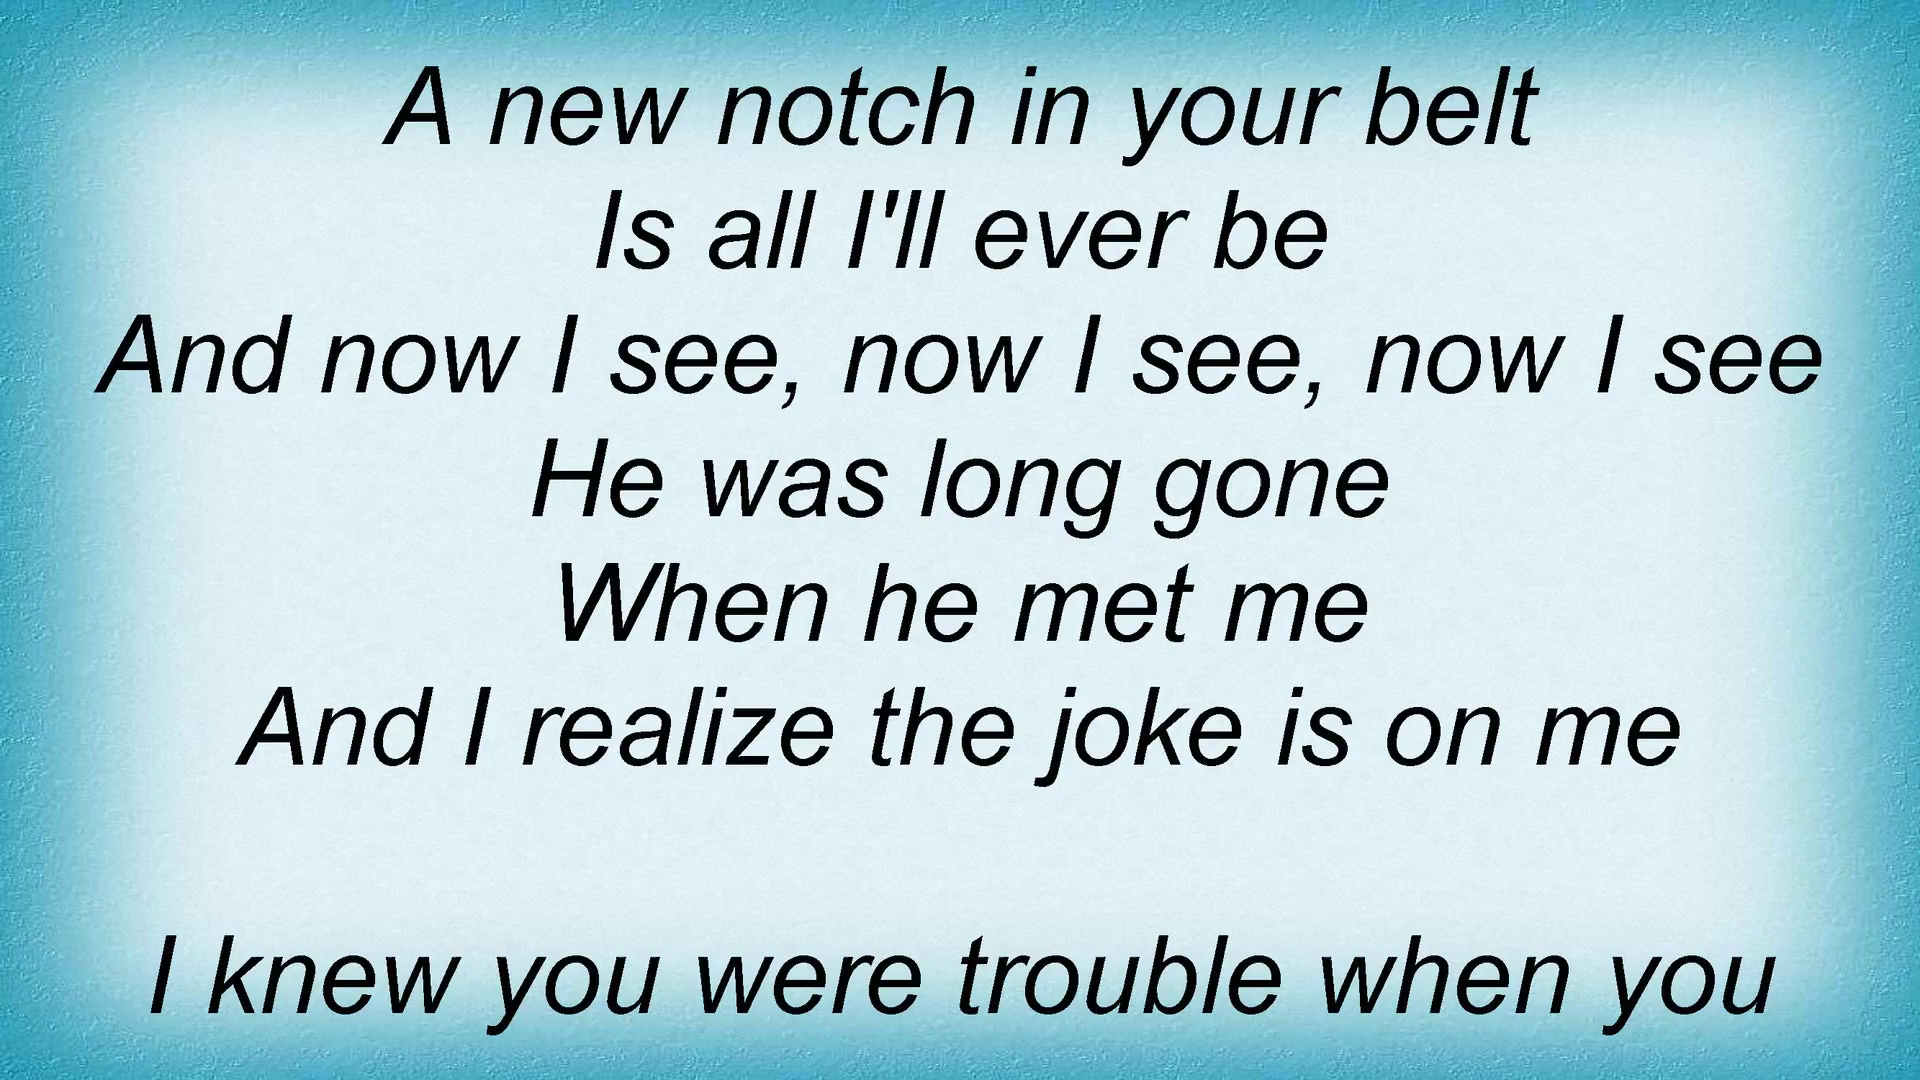 A new notch in your belt
Is all I'll ever be
And now I see, now I see, now I see
He was long gone
When he met me
And I realize the joke is on me
I knew you were trouble when you